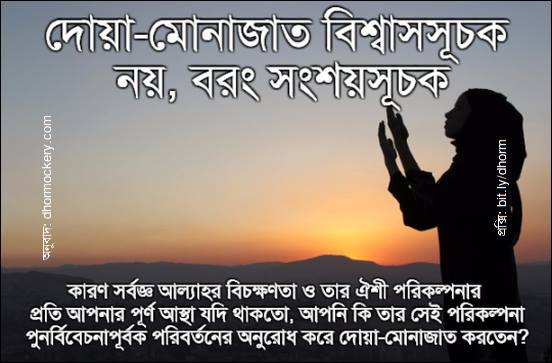 দোয়া-মোনাজাত বিশ্বাসসূচক
নয়, বরং সংশয়সূচক
অনুবাদ: dhormockery.com
প্রক্সি: bit.ly/dhorm
কারণ সর্বজ্ঞ আল্যাহর বিচক্ষণতা ও তার ঐশী পরিকল্পনার
প্রতি আপনার পূর্ণ আস্থা যদি থাকতো, আপনি কি তার সেই পরিকল্পনা
পুনর্বিবেচনাপূর্বক পরিবর্তনের অনুরোধ করে দোয়া-মোনাজাত করতেন?